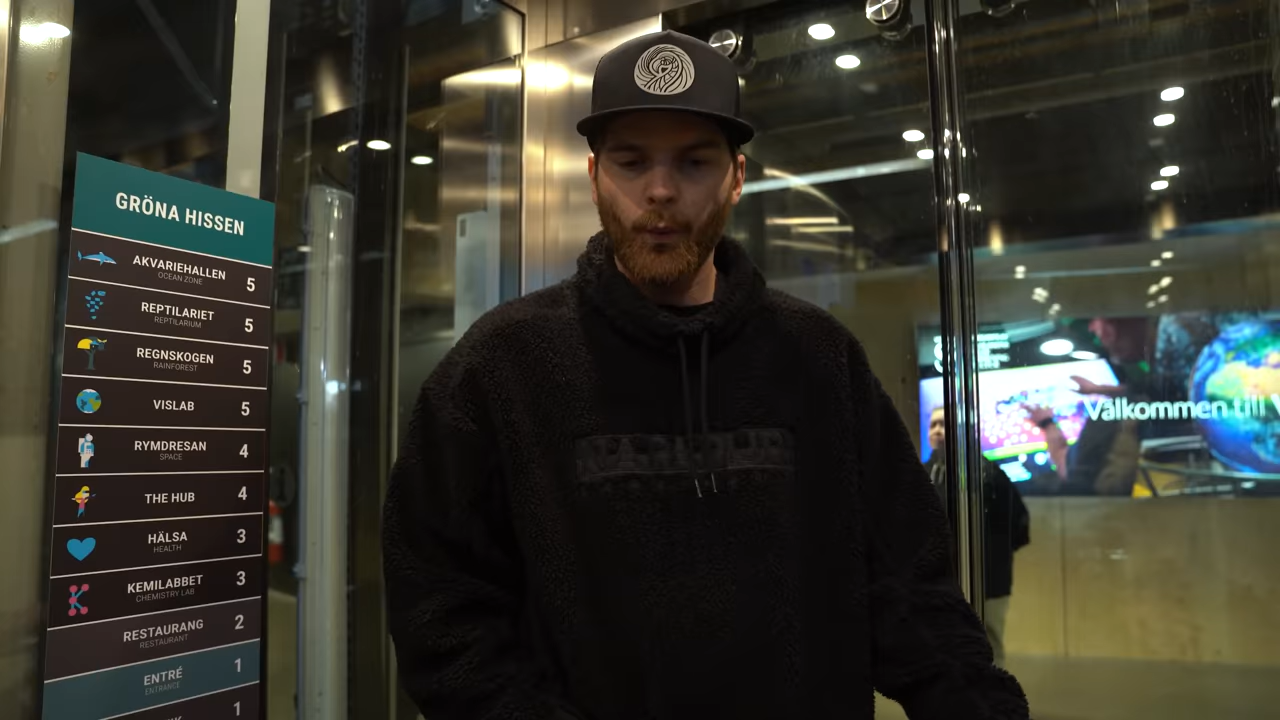 GRÖNA HISSEN
AKVARIEHALLEN 5
OCEAN ZONE
REPTILARIET 5
REPTILARIUM
REGNSKOGEN 5
RAINFOREST
VISLAB 5
RYMDRESAN 4
SPACE
THE HUB 4
HÄLSA 3
HEALTH
KEMILABBET 3
CHEMISTRY LAB
RESTAURANG 2
RESTAURANT
ENTRÉ 1
ENTRANCE
1
Välkommen till